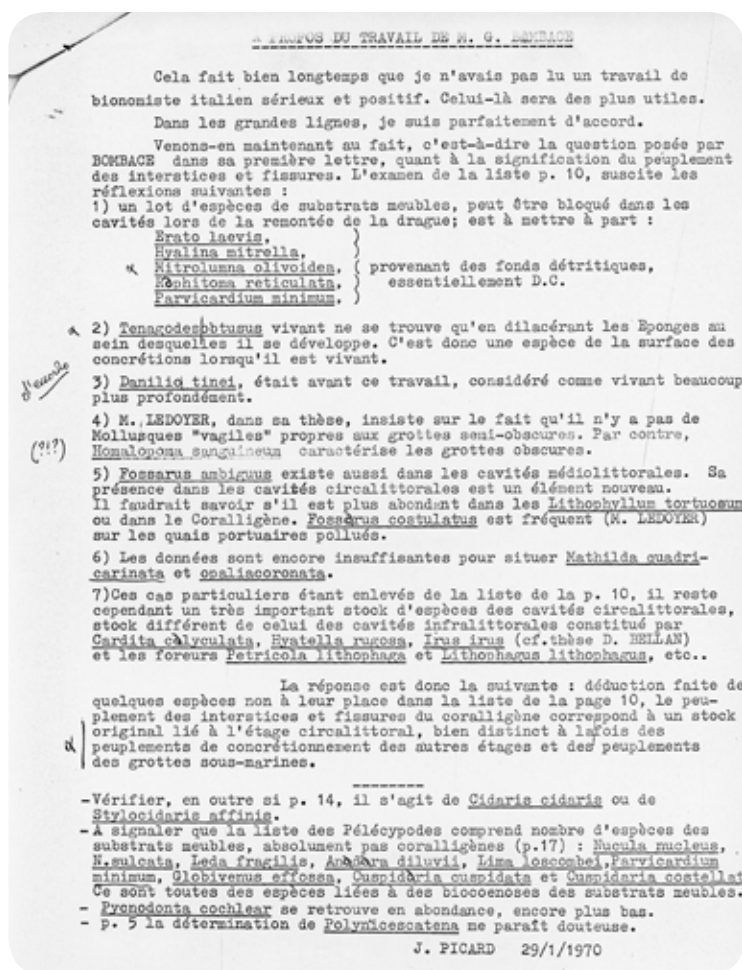 A PROPOS DU TRAVAIL DE M. G. BOMBACE
Cela fait bien longtemps que je n'avais pas lu un travail de
bionomiste italien sérieux et positif. Celui-là sera des plus utiles.
Dans les grandes lignes, je suis parfaitement d'accord.
Venons-en maintenant au fait, c'est-à-dire la question posée par
BOMBACE dans sa première lettre, quant à la signification du peuplement
des interstices et fissures. L'examen de la liste p. 10, suscite les
réflexions suivantes :
1) un lot d'espèces de substrats meubles, peut être bloqué dans les
cavités lors de la remontée de la drague; est à mettre à part :
Erato laevis,
Hyalina mitrella,
Mitrolumna olivoidea, ( provenant des fonds détritiques,
Raphitoma reticulata, ( essentiellement D.C.
Parvicardium minimum,
2) Tenagodesobtusus vivant ne se trouve qu'en dilacérant les Eponges au
sein desquelles il se développe. C'est donc une espèce de la surface des
concrétions lorsqu'il est vivant.
d'accord
3) Danilia tinei, était avant ce travail, considéré comme vivant beaucoup
plus profondément.
4) M. LEDOYER, dans sa thèse, insiste sur le fait qu'il n'y a pas de
Mollusques "vagiles" propres aux grottes semi-obscures. Par contre,
(?!?) Homalopoma sanguineum caractérise les grottes obscures.
5) Fossarus ambiguus existe aussi dans les cavités médiolittorales. Sa
présence dans les cavités circalittorales est un élément nouveau.
Il faudrait savoir s'il est plus abondant dans les Lithophyllum tortuosum
ou dans le Coralligène. Fossarus costulatus est fréquent (M. LEDOYER)
sur les quais portuaires pollués.
6) Les données sont encore insuffisantes pour situer Mathilda quadri-
carinata et opaliacoronata.
7)Ces cas particuliers étant enlevés de la liste de la p. 10, il reste
cependant un très important stock d'espèces des cavités circalittorales,
stock différent de celui des cavités infralittorales constitué par
Cardita calyculata, Hyatella rugosa, Irus irus (cf.thèse D. BELLAN)
et les foreurs Petricola lithophaga et Lithophagus lithophagus, etc..
La réponse est donc la suivante : déduction faite de
quelques espèces non à leur place dans la liste de la page 10, le peu-
plement des interstices et fissures du coralligène correspond à un stock
original lié à l'étage circalittoral, bien distinct à lafois des
peuplements de concrétionnement des autres étages et des peuplements
des grottes sous-marines.
-Vérifier, en outre si p. 14, il s'agit de Cidaris cidaris ou de
Stylocidaris affinis.
-A signaler que la liste des Pélécypodes comprend nombre d'espèces des
substrats meubles, absolument pas coralligènes (p.17) : Nucula nucleus,
N.sulcata, Leda fragilis, Anadara diluvii, Lima loscombei,Parvicardium
minimum, Globivenus effossa, Cuspidaria cuspidata et Cuspidaria costellat
Ce sont toutes des espèces liées à des biocoenoses des substrats meubles.
- Pycnodonta cochlear se retrouve en abondance, encore plus bas.
- p. 5 la détermination de Polynicescatena me paraît douteuse.
J. PICARD 29/1/1970